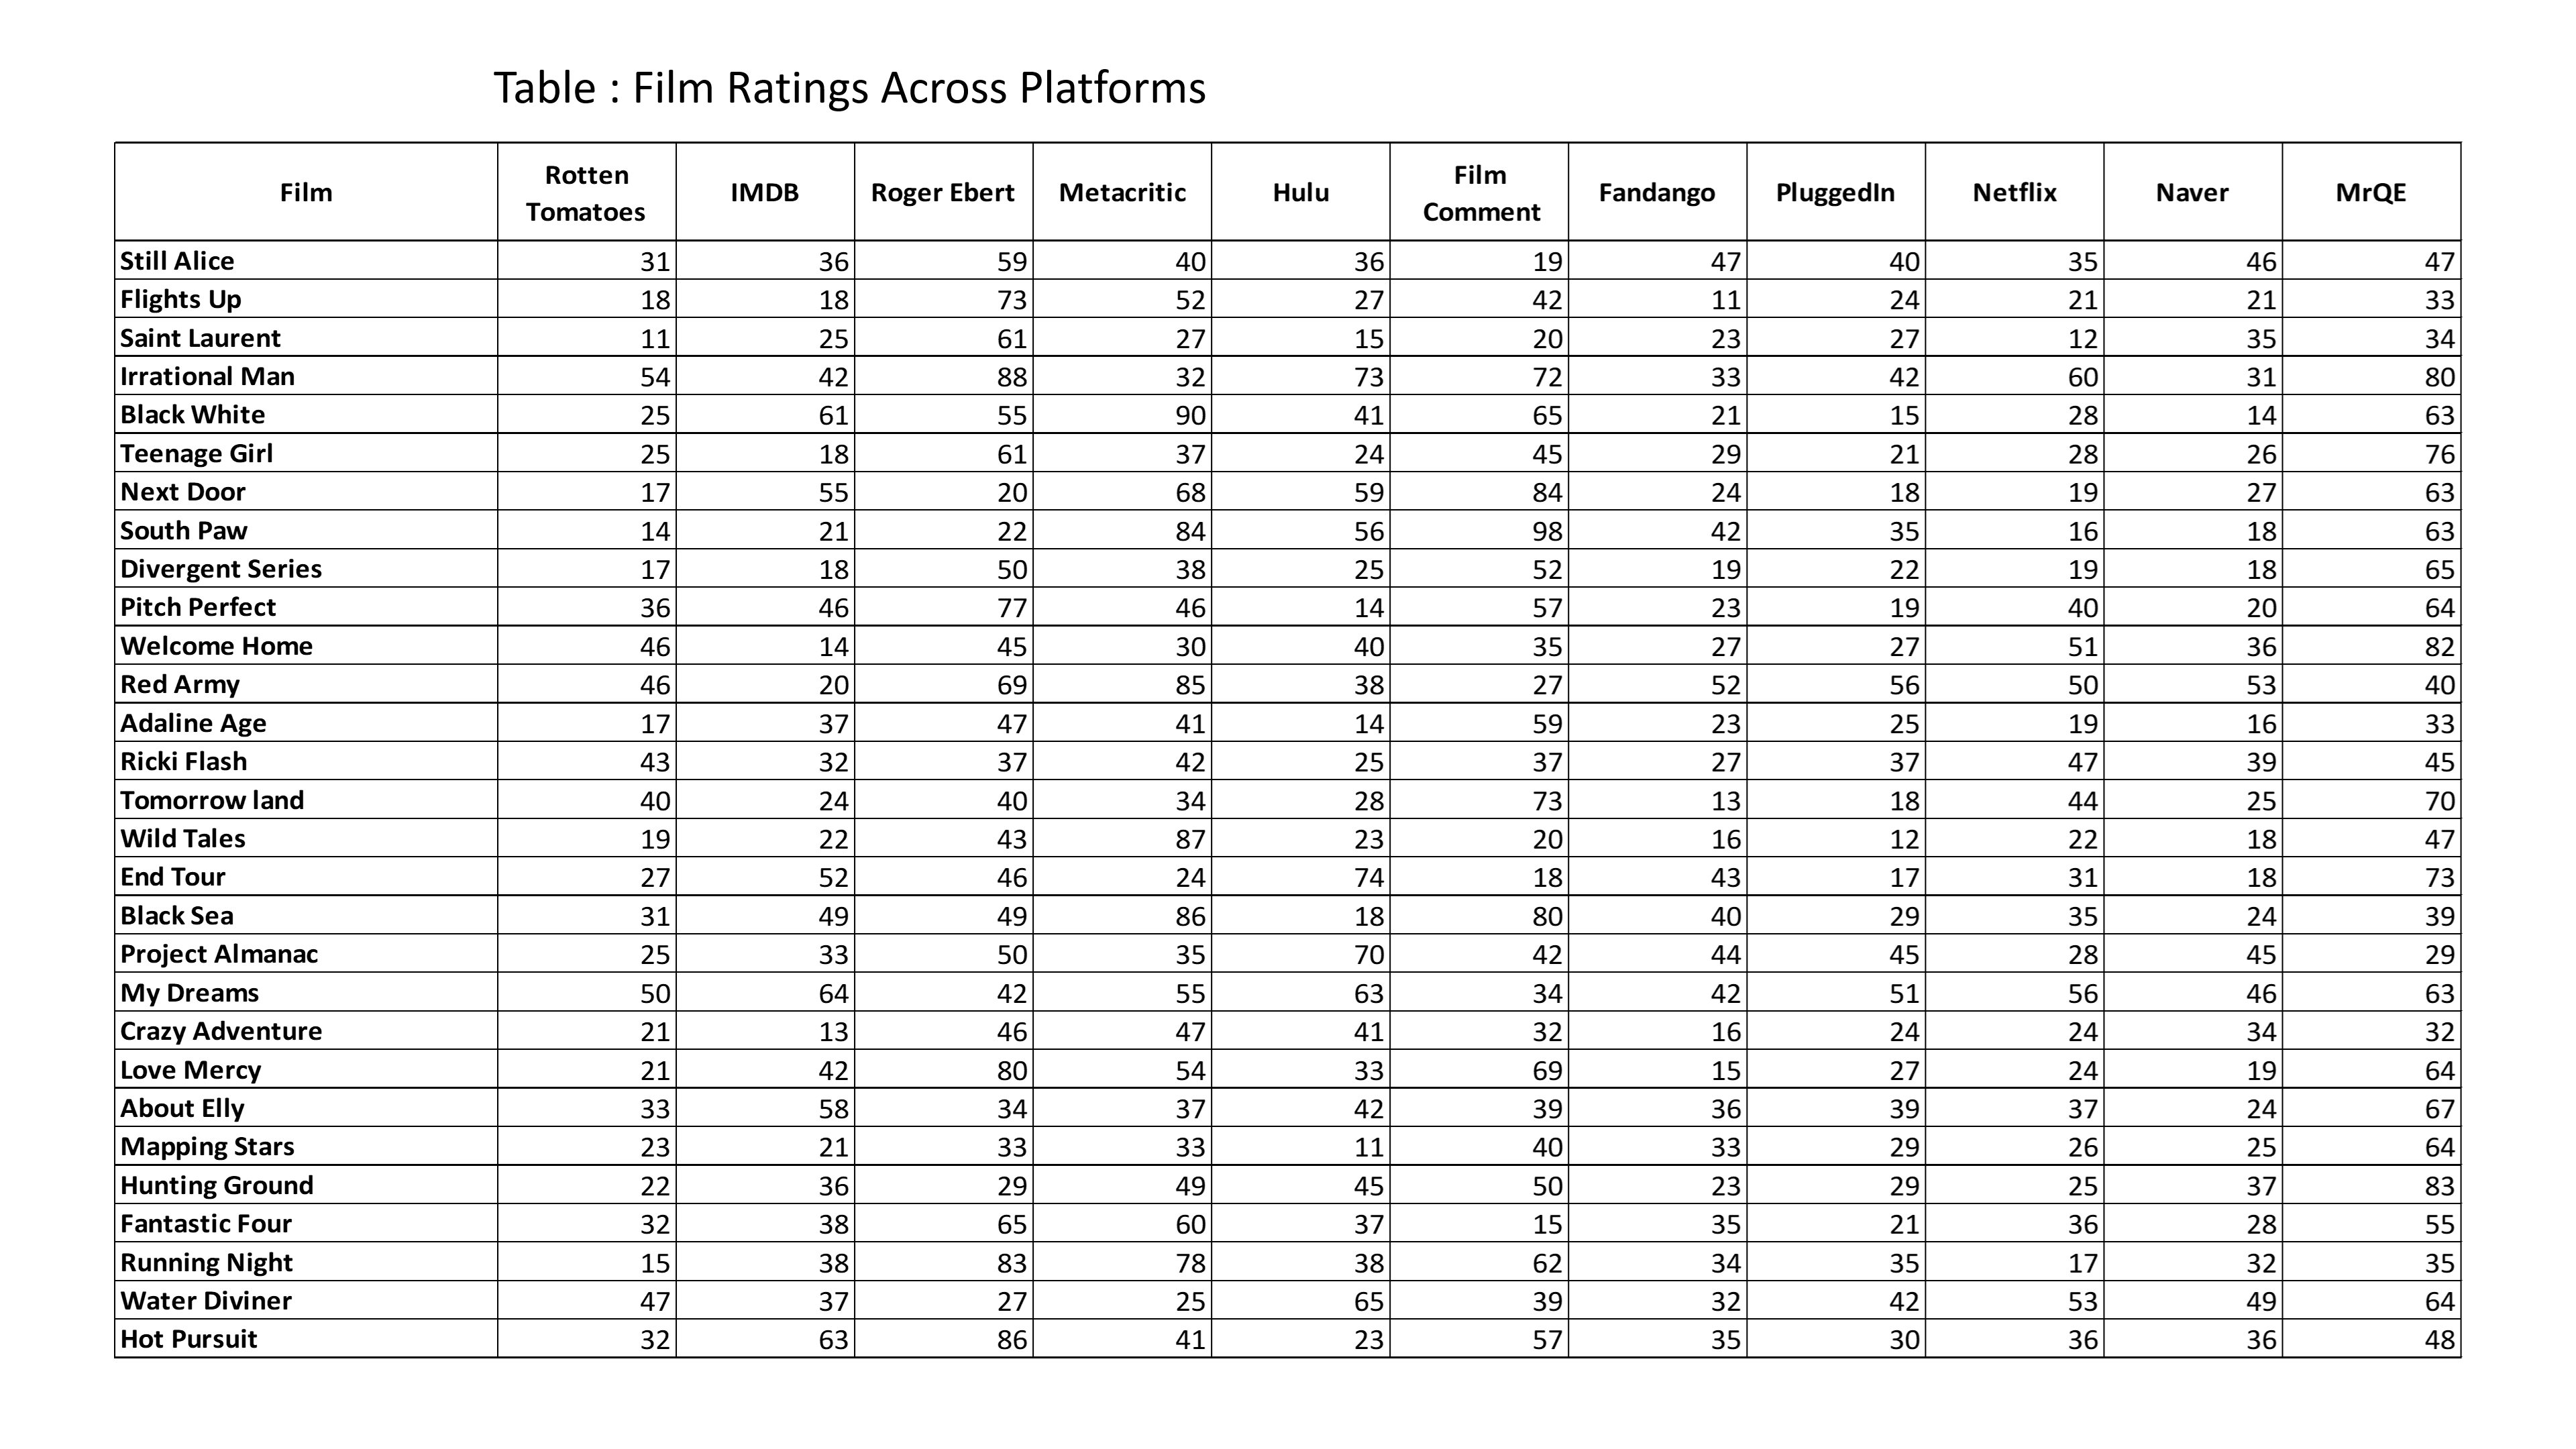 Table : Film Ratings Across Platforms
Film Rotten Tomatoes IMDB Roger Ebert Metacritic Hulu Film Comment Fandango PluggedIn Netflix Naver MrQE
Still Alice 31 36 59 40 36 19 47 40 35 46 47
Flights Up 18 18 73 52 27 42 11 24 21 21 33
Saint Laurent 11 25 61 27 15 20 23 27 12 35 34
Irrational Man 54 42 88 32 73 72 33 42 60 31 80
Black White 25 61 55 90 41 65 21 15 28 14 63
Teenage Girl 25 18 61 37 24 45 29 21 28 26 76
Next Door 17 55 20 68 59 84 24 18 19 27 63
South Paw 14 21 22 84 56 98 42 35 16 18 63
Divergent Series 17 18 50 38 25 52 19 22 19 18 65
Pitch Perfect 36 46 77 46 14 57 23 19 40 20 64
Welcome Home 46 14 45 30 40 35 27 27 51 36 82
Red Army 46 20 69 85 38 27 52 56 50 53 40
Adaline Age 17 37 47 41 14 59 23 25 19 16 33
Ricki Flash 43 32 37 42 25 37 27 37 47 39 45
Tomorrow land 40 24 40 34 28 73 13 18 44 25 70
Wild Tales 19 22 43 87 23 20 16 12 22 18 47
End Tour 27 52 46 24 74 18 43 17 31 18 73
Black Sea 31 49 49 86 18 80 40 29 35 24 39
Project Almanac 25 33 50 35 70 42 44 45 28 45 29
My Dreams 50 64 42 55 63 34 42 51 56 46 63
Crazy Adventure 21 13 46 47 41 32 16 24 24 34 32
Love Mercy 21 42 80 54 33 69 15 27 24 19 64
About Elly 33 58 34 37 42 39 36 39 37 24 67
Mapping Stars 23 21 33 33 11 40 33 29 26 25 64
Hunting Ground 22 36 29 49 45 50 23 29 25 37 83
Fantastic Four 32 38 65 60 37 15 35 21 36 28 55
Running Night 15 38 83 78 38 62 34 35 17 32 35
Water Diviner 47 37 27 25 65 39 32 42 53 49 64
Hot Pursuit 32 63 86 41 23 57 35 30 36 36 48